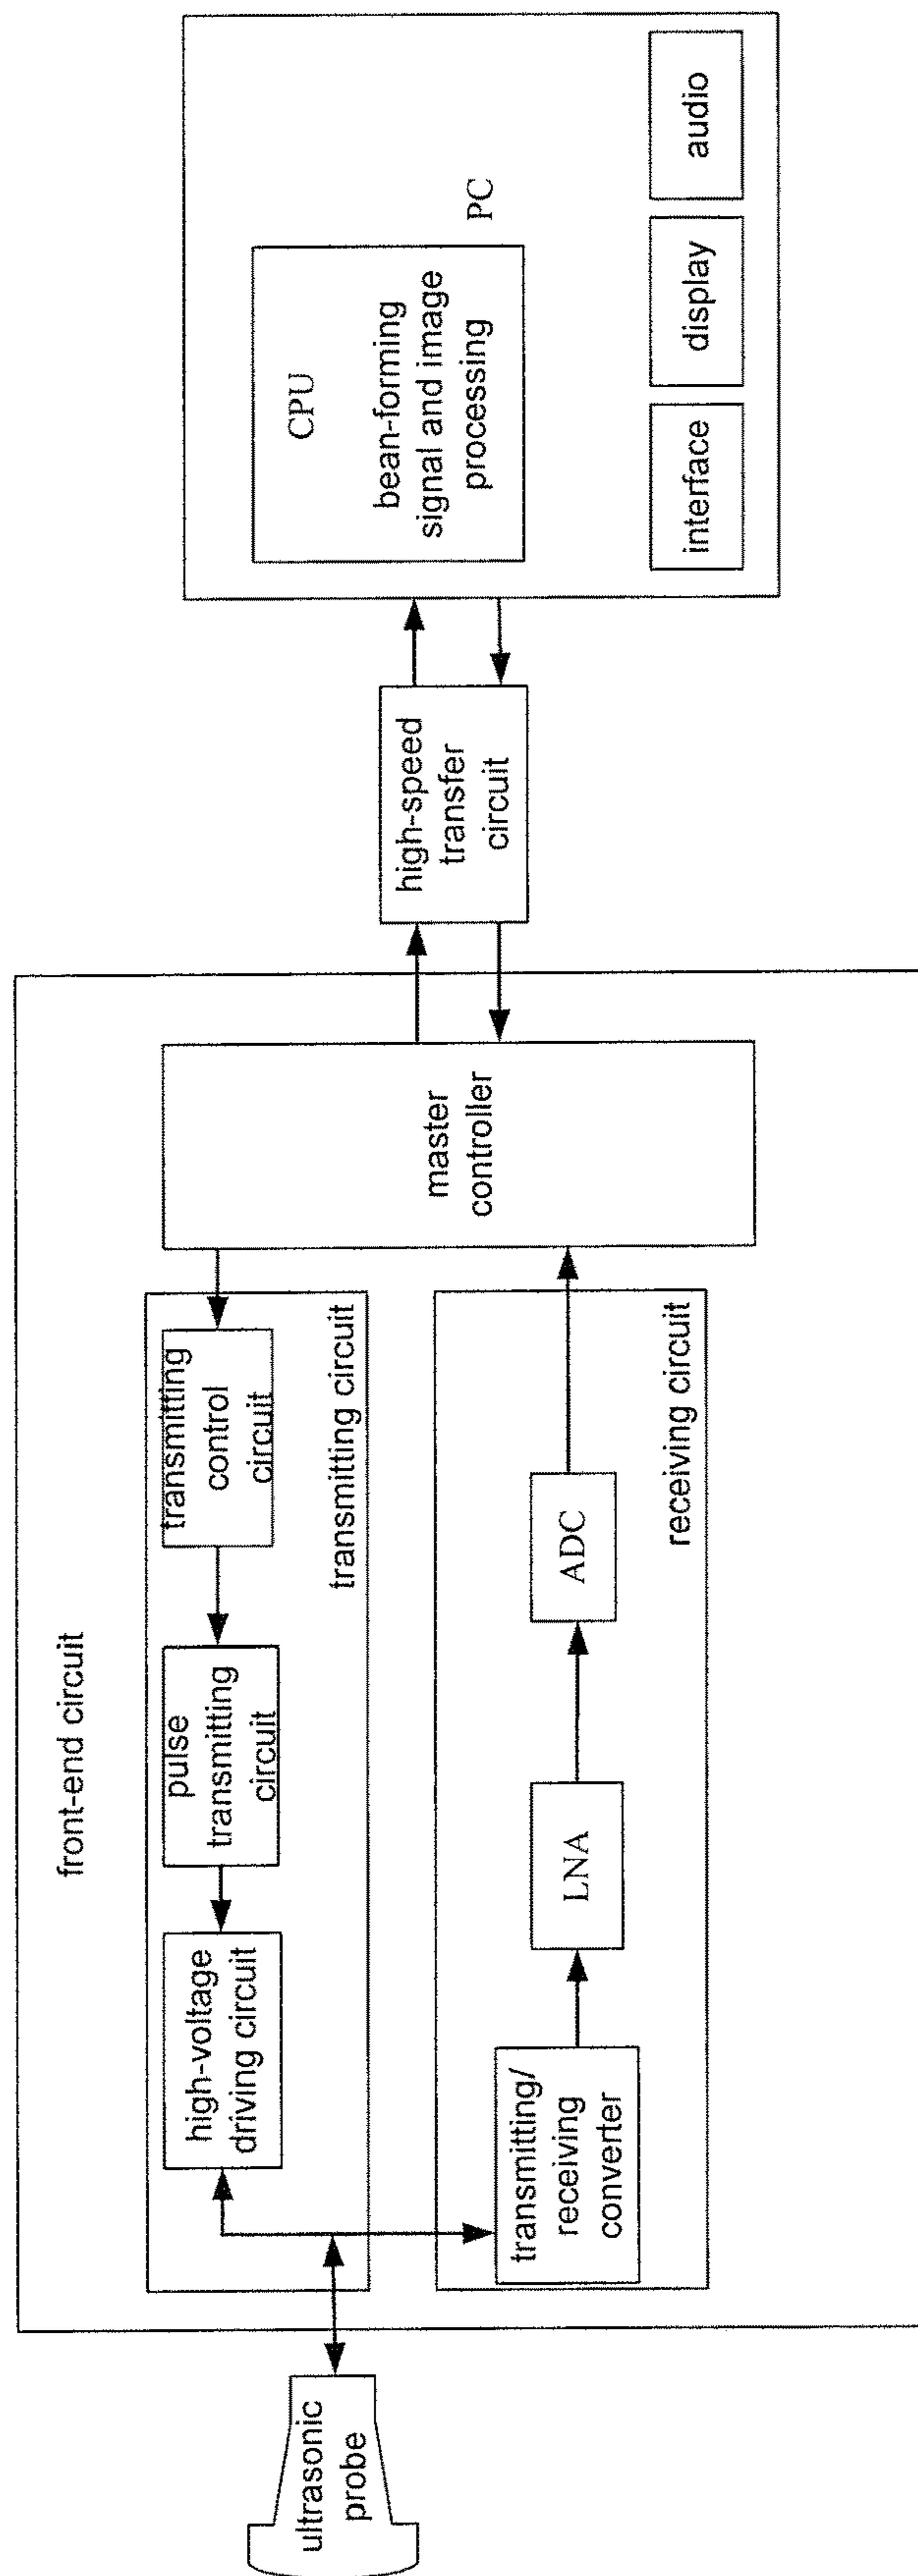 ultrasonic
probe
front-end circuit
high-voltage
driving circuit
pulse
transmitting
circuit
transmitting
control
circuit
transmitting circuit
transmitting/
receiving
converter
LNA
ADC
receiving circuit
master
controller
high-speed
transfer
circuit
CPU
bean-forming
signal and image
processing
PC
interface
display
audio